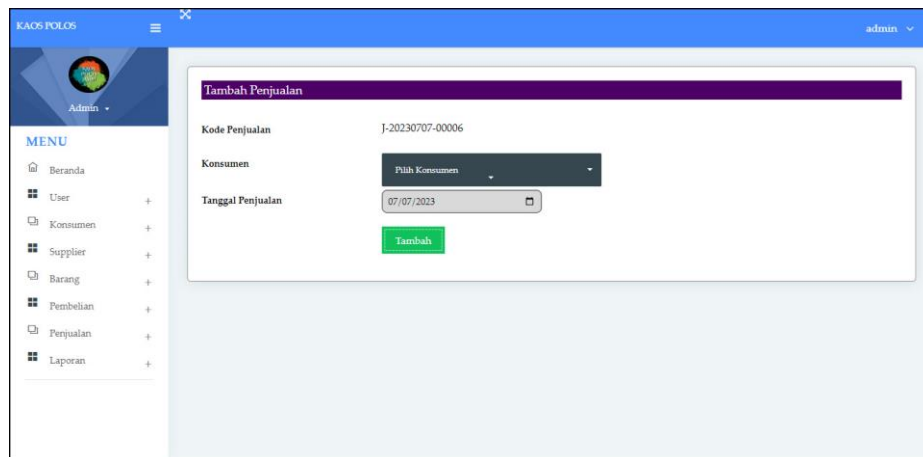 KAOS POLOS
admin
Admin
MENU
Beranda
User +
Konsumen +
Supplier +
Barang +
Pembelian +
Penjualan +
Laporan +
Tambah Penjualan
Kode Penjualan J-20230707-00006
Konsumen Pilih Konsumen
Tanggal Penjualan 07/07/2023
Tambah